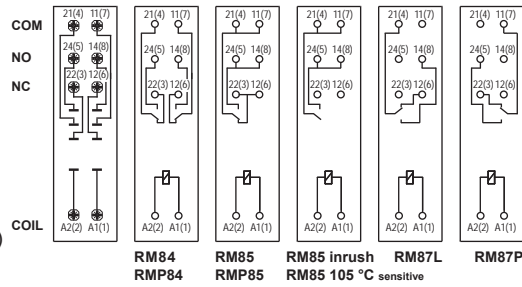 COM
21(4) 11(7) 21(4) 11(7) 21(4) 11(7) 21(4) 11(7) 21(4) 11(7) 21(4) 11(7)
NO
24(5) 14(8) 24(5) 14(8) 24(5) 14(8) 24(5) 14(8) 24(5) 14(8) 24(5) 14(8)
NC
22(3) 12(6) 22(3) 12(6) 22(3) 12(6) 22(3) 12(6) 22(3) 12(6) 22(3) 12(6)
COIL
A2(2) A1(1) A2(2) A1(1) A2(2) A1(1) A2(2) A1(1) A2(2) A1(1) A2(2) A1(1)
)
RM84 RM85 RM85 inrush RM87L RM87P
RMP84 RMP85 RM85 105 °C sensitive